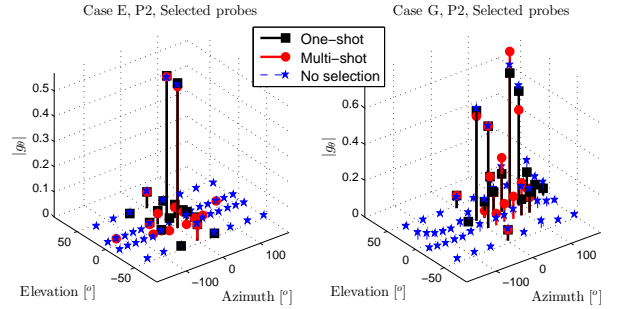 Case E, P2, Selected probes
Case G, P2, Selected probes
One-shot
Multi-shot
No selection
|gθ|
0.5
0.4
0.3
0.2
0.1
0
50
0
−50
Elevation [°]
−100
0
100
Azimuth [°]
|gθ|
0.6
0.4
0.2
0
50
0
−50
Elevation [°]
−100
0
100
Azimuth [°]